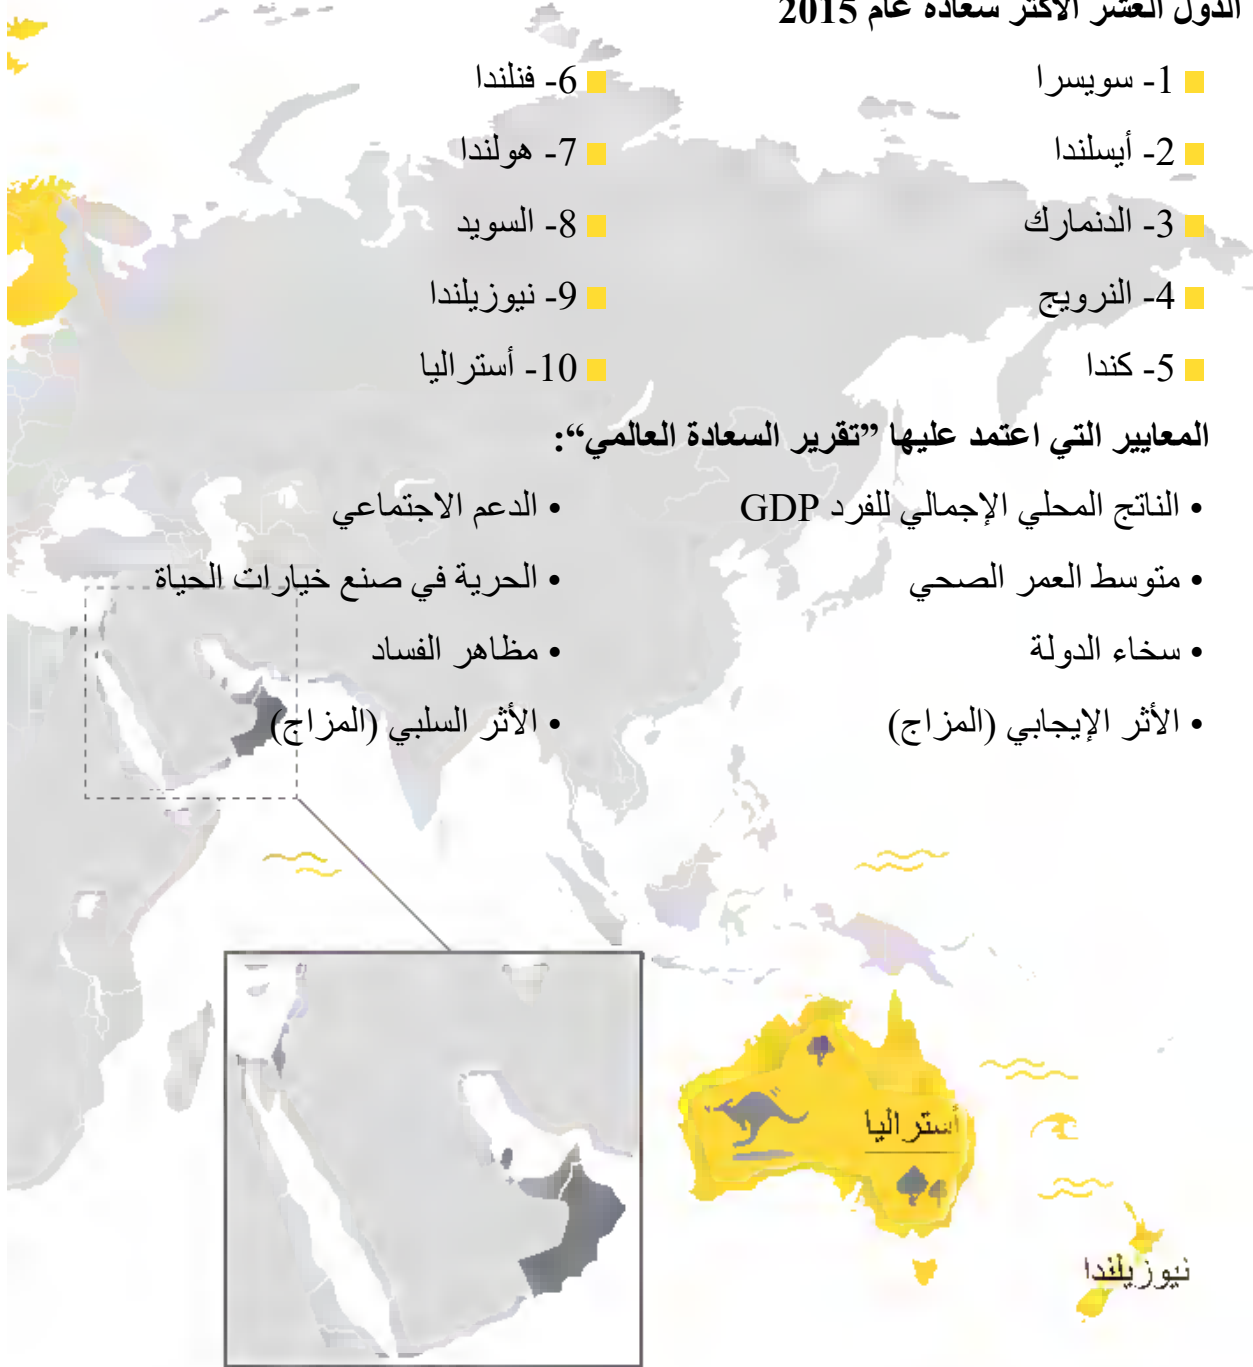 الدول العشر الأكثر سعادة عام 2015
1- سويسرا
2- أيسلندا
3- الدنمارك
4- النرويج
5- كندا
6- فنلندا
7- هولندا
8- السويد
9- نيوزيلندا
10- أستراليا
المعايير التي اعتمد عليها ”تقرير السعادة العالمي“:
• الناتج المحلي الإجمالي للفرد GDP
• متوسط العمر الصحي
• سخاء الدولة
• الأثر الإيجابي (المزاج)
• الدعم الاجتماعي
• الحرية في صنع خيارات الحياة
• مظاهر الفساد
• الأثر السلبي (المزاج)
أستراليا
نيوزيلندا